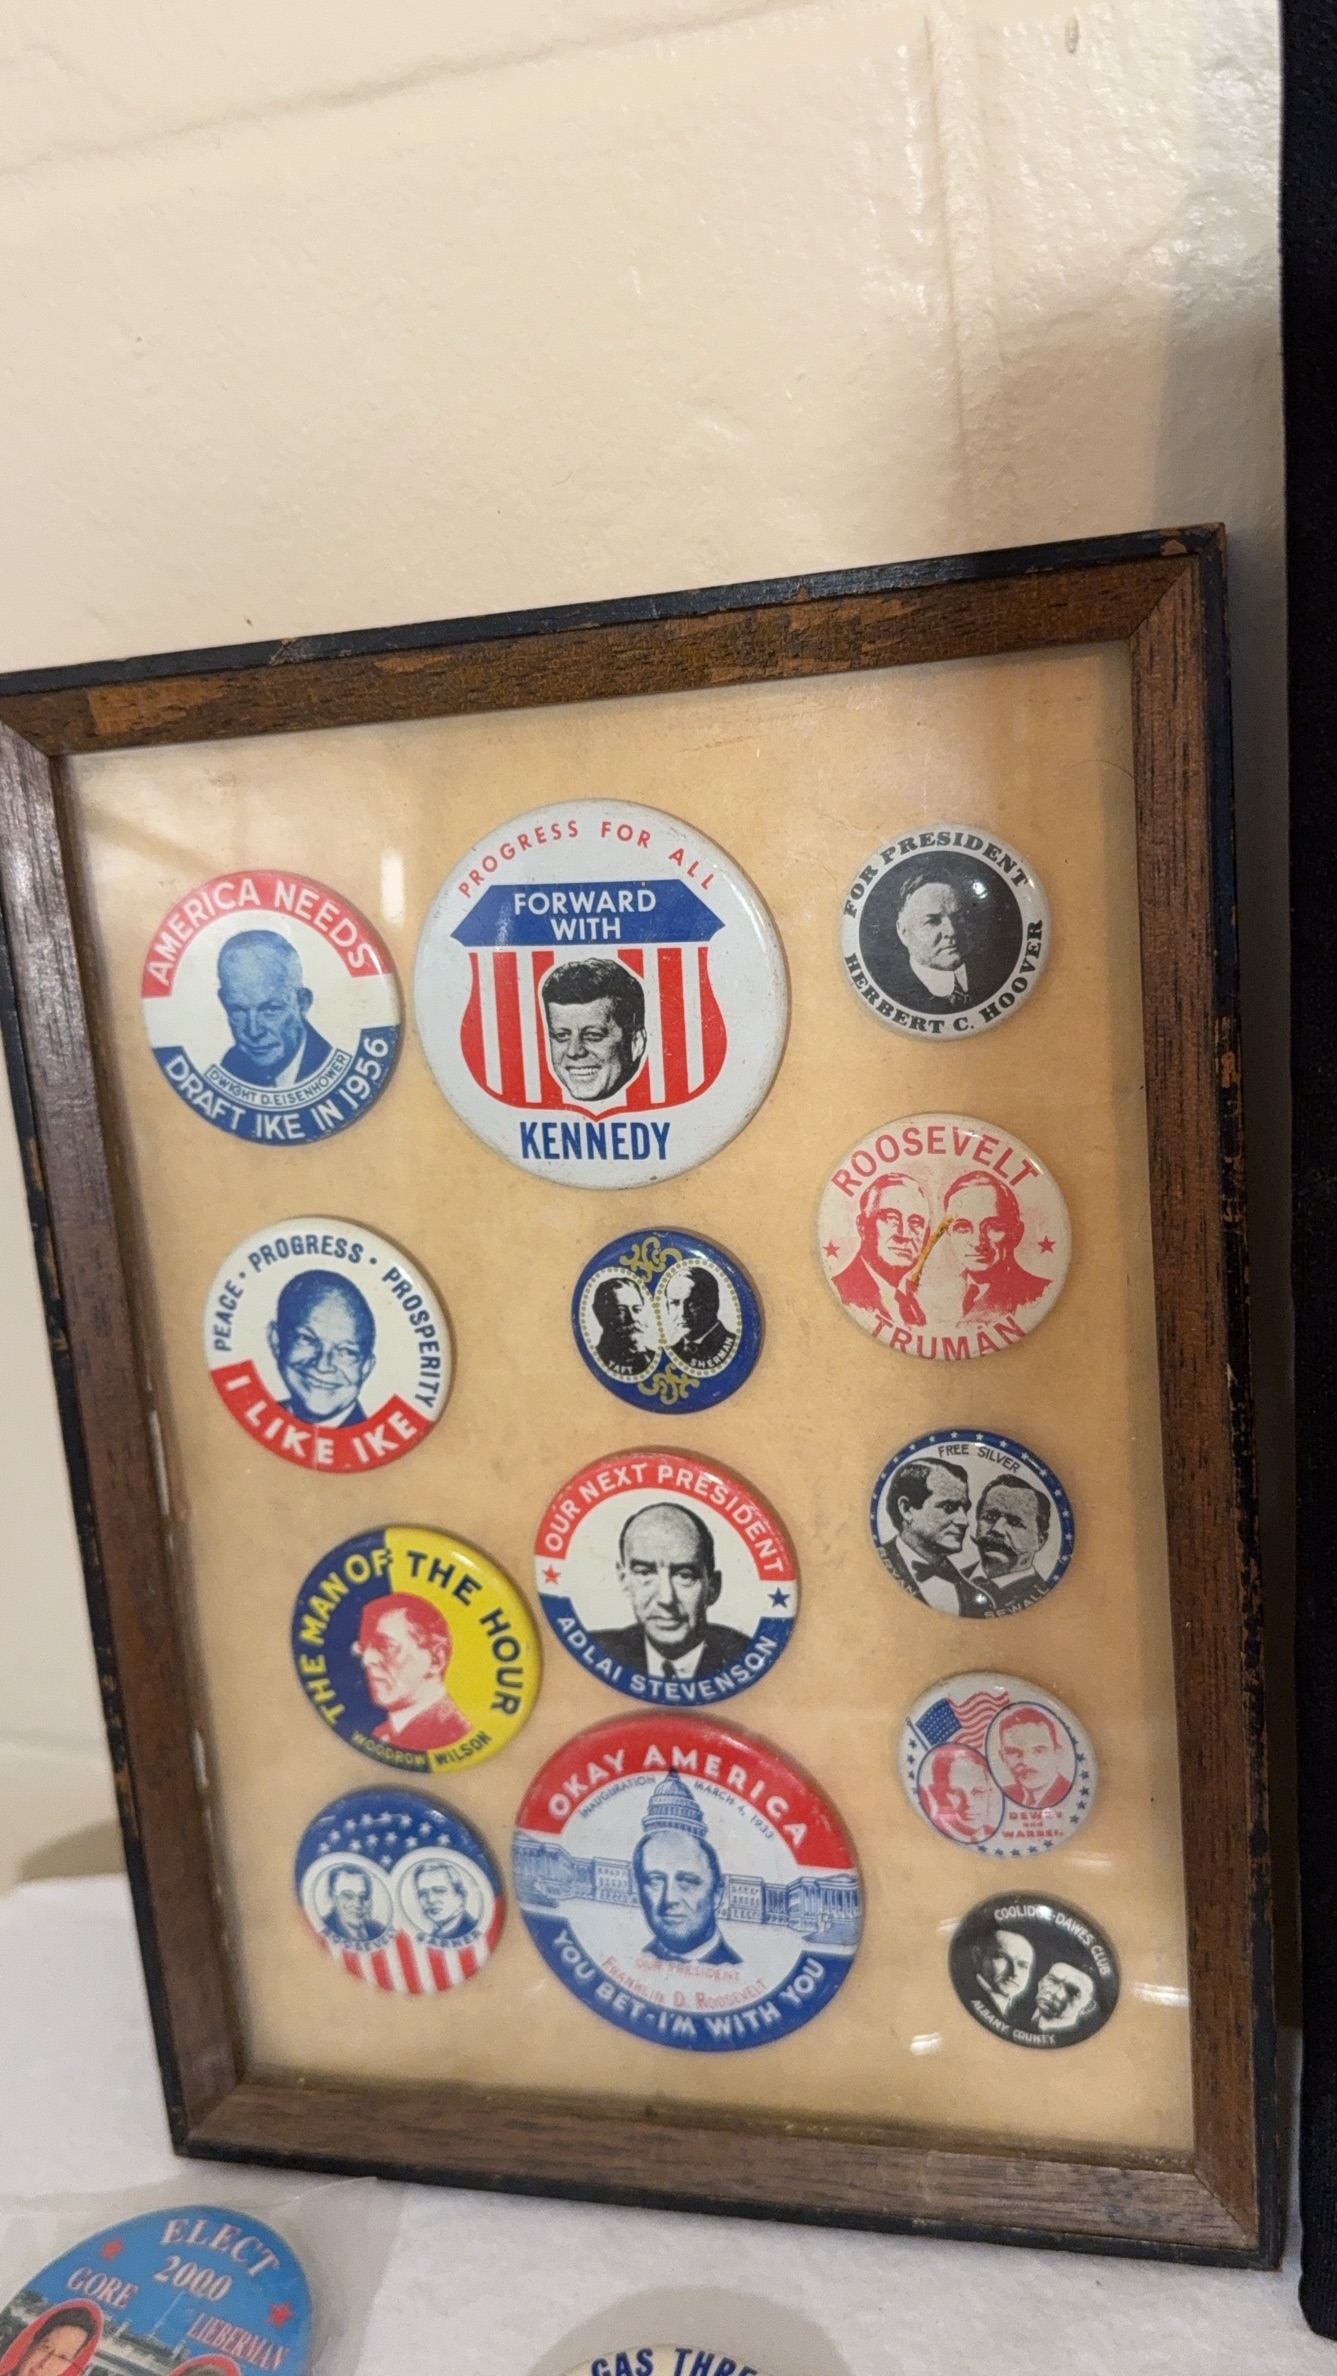 AMERICA NEEDS
DWIGHT D. EISENHOWER
DRAFT IKE IN 1956
PROGRESS FOR ALL
FORWARD
WITH
KENNEDY
FOR PRESIDENT
HERBERT C. HOOVER
PEACE • PROGRESS • PROSPERITY
I LIKE IKE
TAFT
SHERMAN
ROOSEVELT
TRUMAN
THE MAN OF THE HOUR
WOODROW WILSON
OUR NEXT PRESIDENT
ADLAI STEVENSON
FREE SILVER
BRYAN
SEWALL
DEWEY
and
WARREN
ROOSEVELT
GARNER
OKAY AMERICA
INAUGURATION MARCH 4, 1933
OUR PRESIDENT
FRANKLIN D. ROOSEVELT
YOU BET-I'M WITH YOU
COOLIDGE-DAWES CLUB
ALBANY COUNTY
ELECT
2000
GORE
LIEBERMAN
GAS